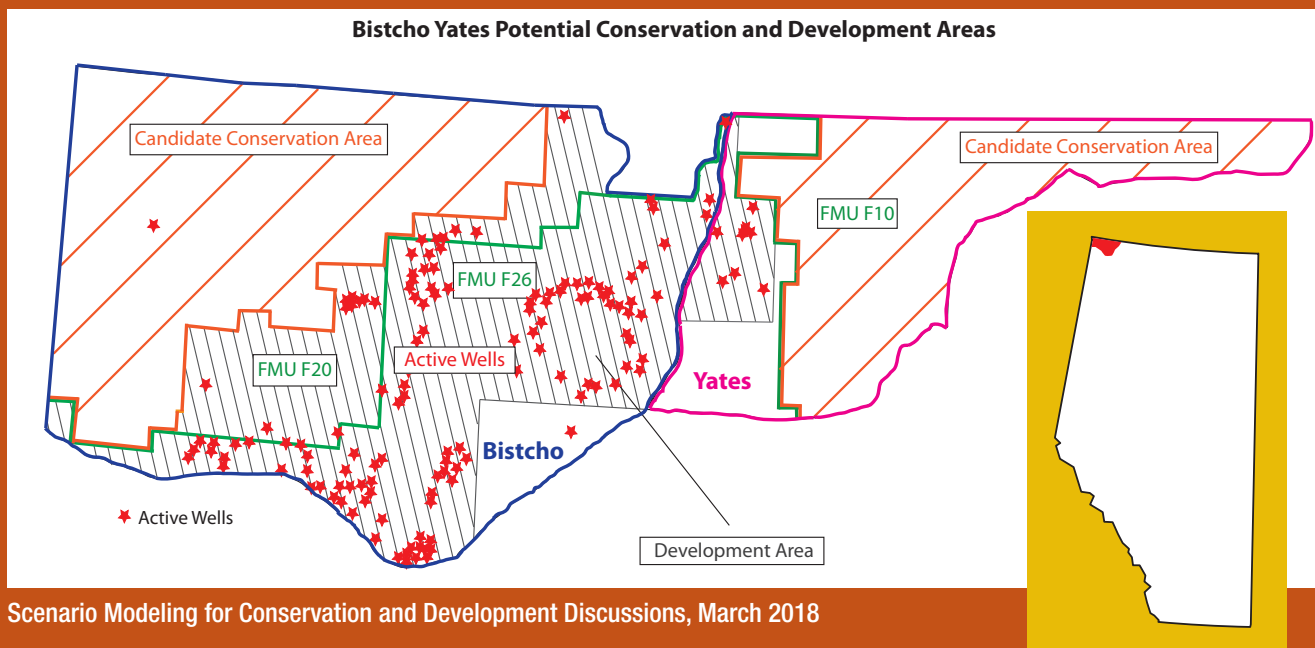 Bistcho Yates Potential Conservation and Development Areas
Candidate Conservation Area
Candidate Conservation Area
FMU F10
FMU F26
Active Wells
FMU F20
Yates
Bistcho
Active Wells
Development Area
Scenario Modeling for Conservation and Development Discussions, March 2018